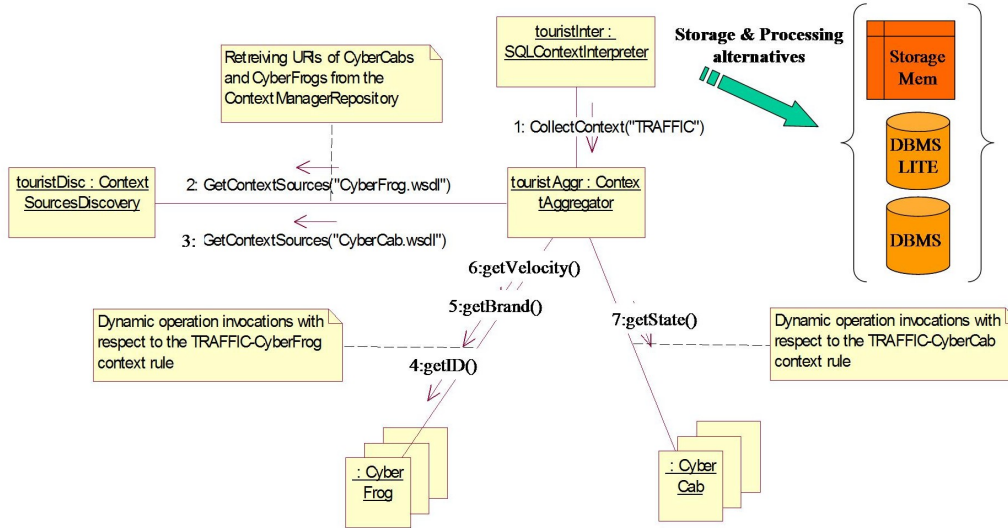 touristInter :
SQLContextInterpreter
Storage & Processing
alternatives
Storage
Mem
DBMS
LITE
DBMS
Retreiving URIs of CyberCabs
and CyberFrogs from the
ContextManagerRepository
1: CollectContext("TRAFFIC")
touristDisc : Context
SourcesDiscovery
2: GetContextSources("CyberFrog.wsdl")
3: GetContextSources("CyberCab.wsdl")
touristAggr : Contex
tAggregator
6:getVelocity()
5:getBrand()
4:getID()
7:getState()
Dynamic operation invocations with
respect to the TRAFFIC-CyberFrog
context rule
Dynamic operation invocations with
respect to the TRAFFIC-CyberCab
context rule
: Cyber
Frog
: Cyber
Cab